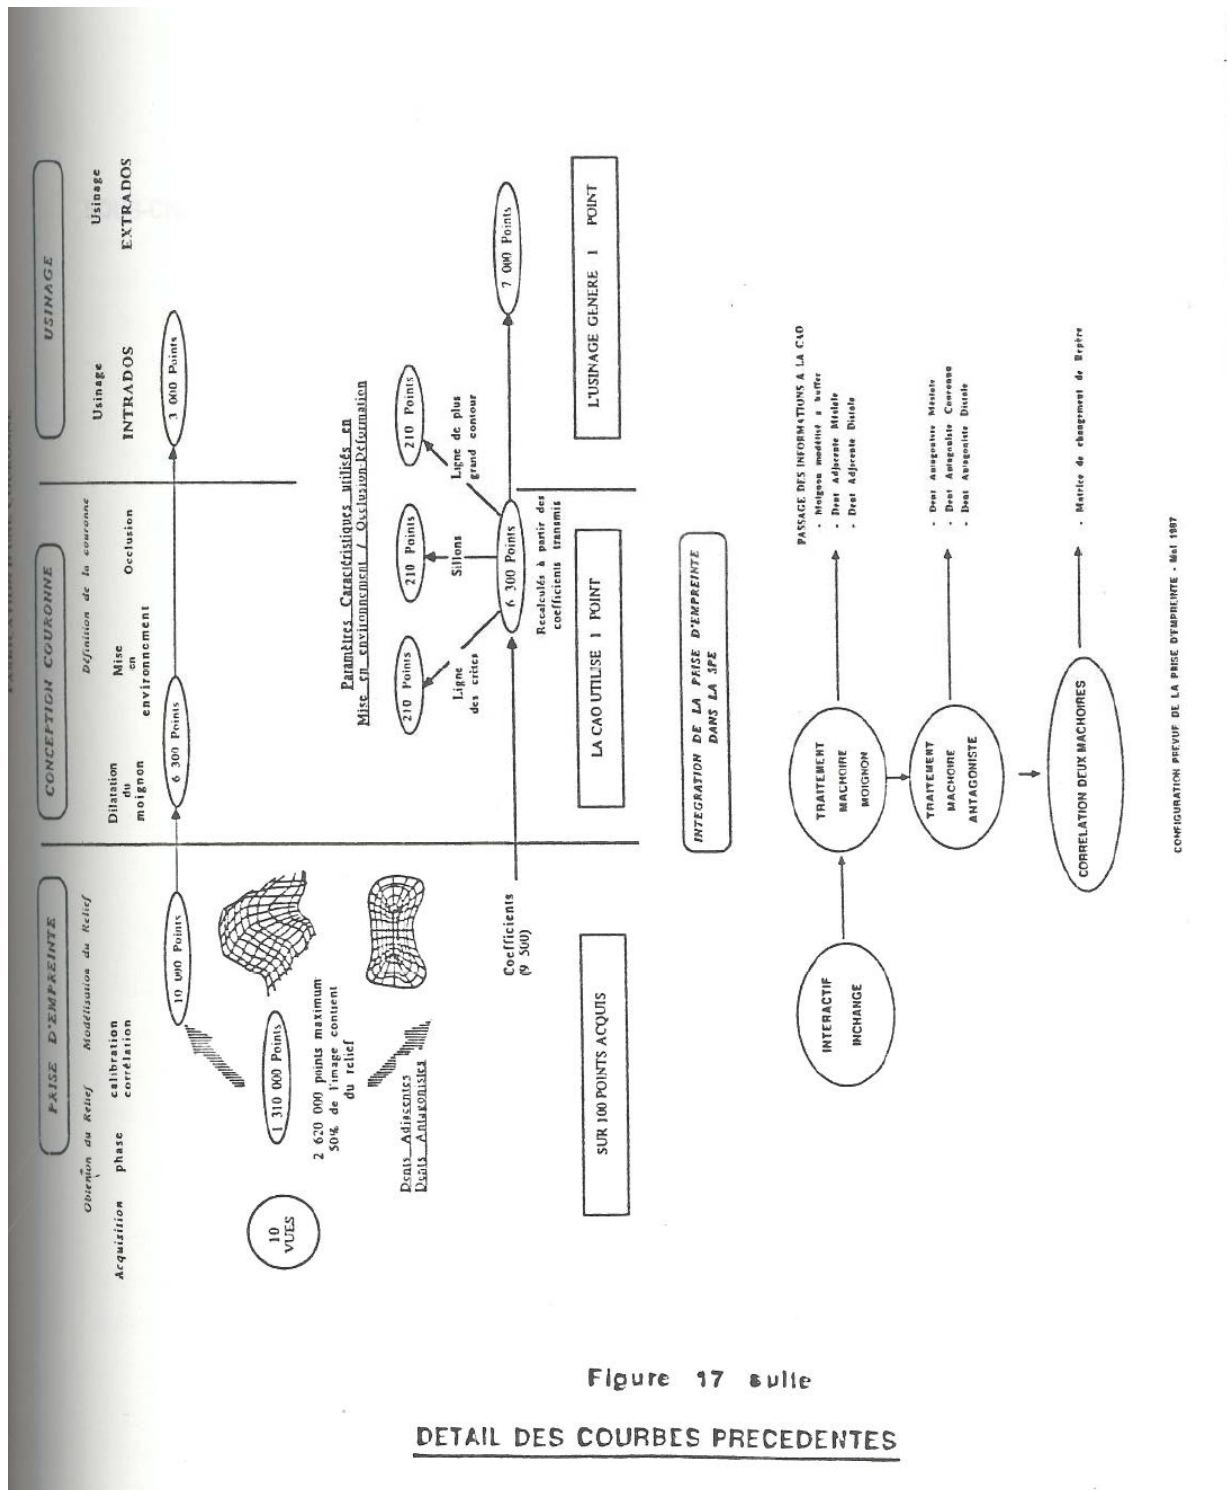 PRISE D'EMPREINTE
CONCEPTION COURONNE
USINAGE
Obtention du Relief
Modélisation du Relief
Définition de la couronne
Acquisition
phase
calibration
corrélation
Dilatation
du
moignon
Mise
en
environnement
Occlusion
Usinage
INTRADOS
Usinage
EXTRADOS
10 000 Points
6 300 Points
3 000 Points
10
VUES
1 310 000 Points
2 620 000 points maximum
50% de l'image contient
du relief
Dents Adjacentes
Dents Antagonistes
Paramètres Caractéristiques utilisés en
Mise en environnement / Occlusion-Déformation
210 Points
210 Points
210 Points
Ligne
des crêtes
Sillons
Ligne de plus
grand contour
Coefficients
(9 500)
6 300 Points
7 000 Points
Recalculés à partir des
coefficients transmis
SUR 100 POINTS ACQUIS
LA CAO UTILISE 1 POINT
L'USINAGE GENERE 1 POINT
INTEGRATION DE LA PRISE D'EMPREINTE
DANS LA SPE
INTERACTIF
INCHANGE
TRAITEMENT
MACHOIRE
MOIGNON
PASSAGE DES INFORMATIONS A LA CAO
- Moignon modélisé + buffer
- Dent Adjacente Mésiale
- Dent Adjacente Distale
TRAITEMENT
MACHOIRE
ANTAGONISTE
- Dent Antagoniste Mésiale
- Dent Antagoniste Couronne
- Dent Antagoniste Distale
CORRELATION DEUX MACHOIRES
- Matrice de changement de Repère
CONFIGURATION PREVUE DE LA PRISE D'EMPREINTE - Mai 1987
Figure 17 suite
DETAIL DES COURBES PRECEDENTES